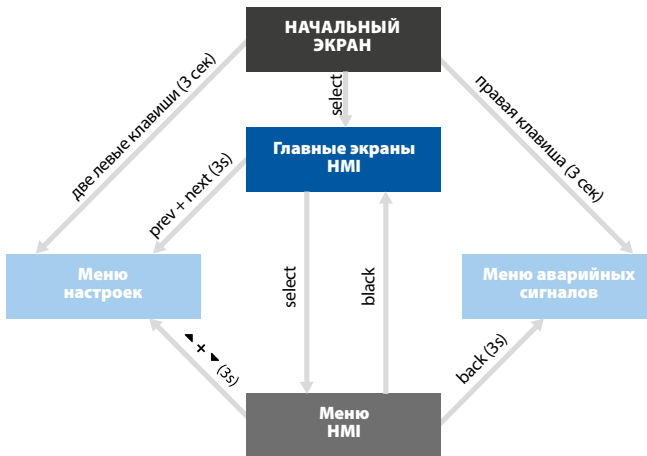 НАЧАЛЬНЫЙ
ЭКРАН
две левые клавиши (3 сек)
select
правая клавиша (3 сек)
Главные экраны
HMI
prev + next (3s)
Меню
настроек
select
black
Меню аварийных
сигналов
◥ + ◥ (3s)
back (3s)
Меню
HMI